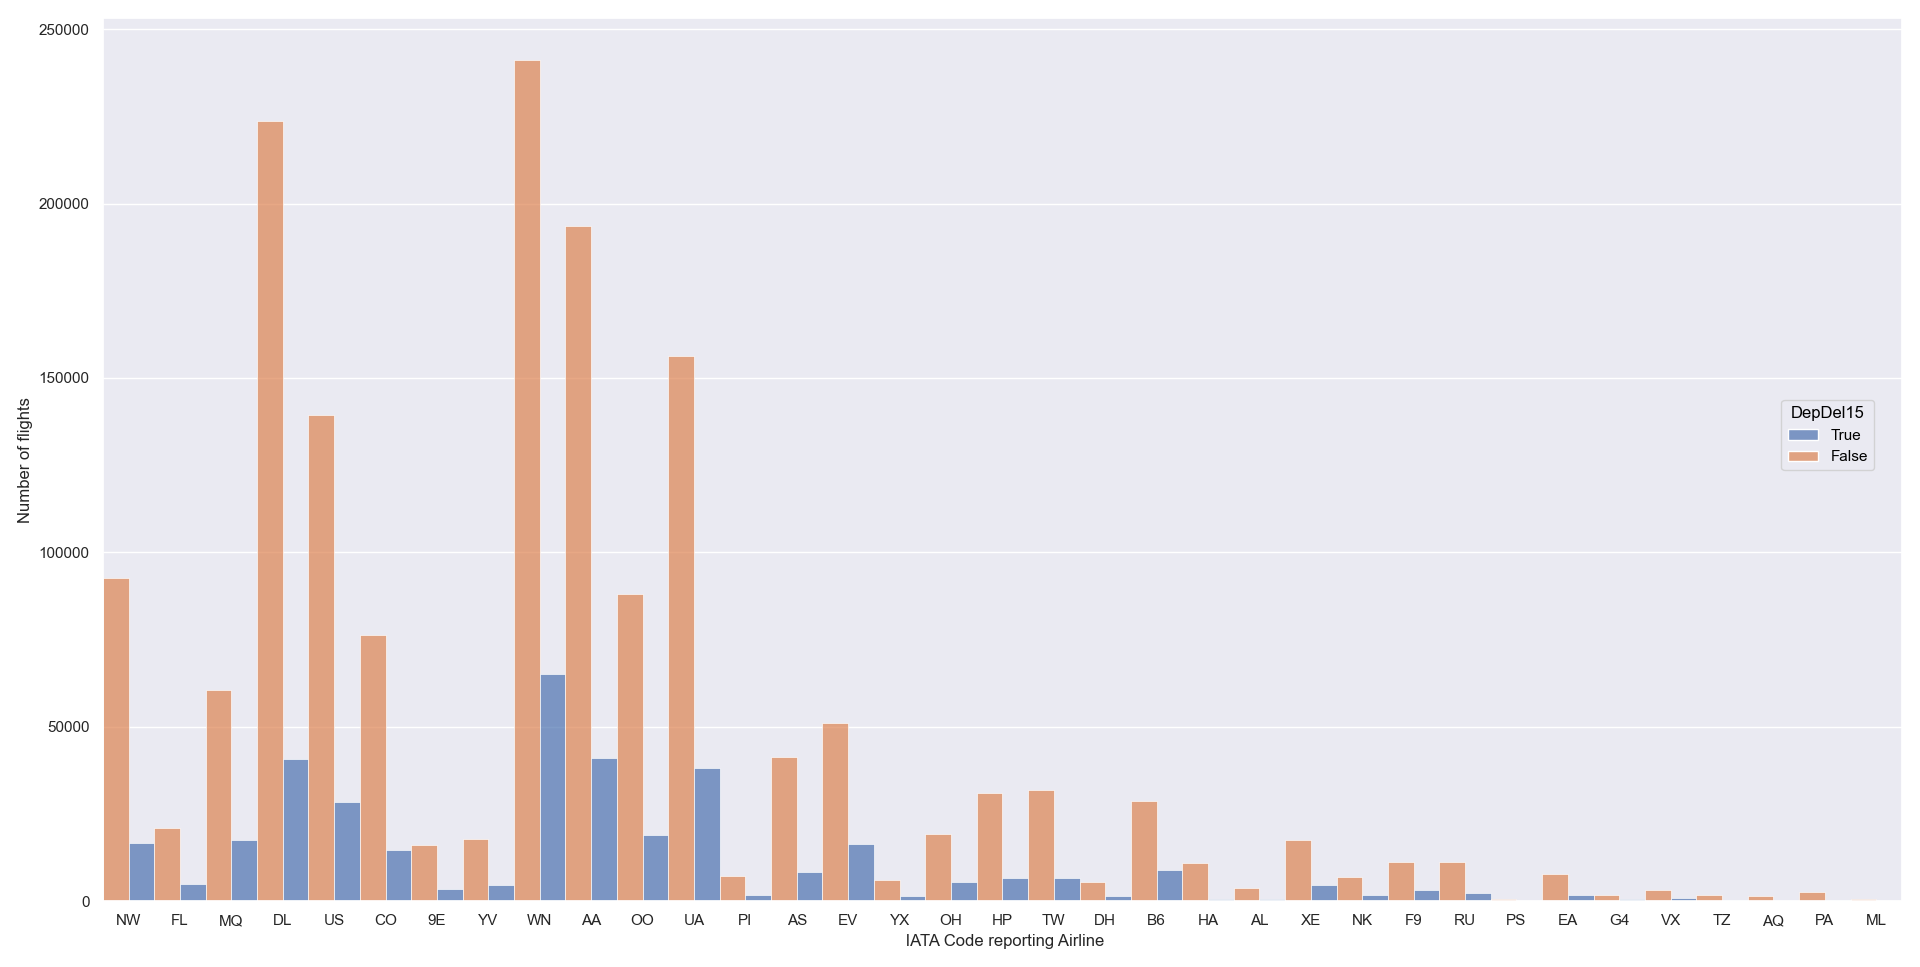 250000
200000
150000
100000
50000
0
Number of flights
DepDel15
True
False
NW FL MQ DL US CO 9E YV WN AA OO UA PI AS EV YX OH HP TW DH B6 HA AL XE NK F9 RU PS EA G4 VX TZ AQ PA ML
IATA Code reporting Airline